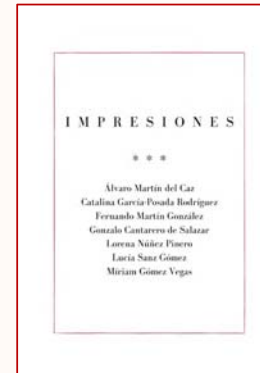 IMPRESIONES
* * *
Álvaro Martín del Caz
Catalina García-Posada Rodríguez
Fernando Martín González
Gonzalo Cantarero de Salazar
Lorena Núñez Pinero
Lucía Sanz Gómez
Míriam Gómez Vegas